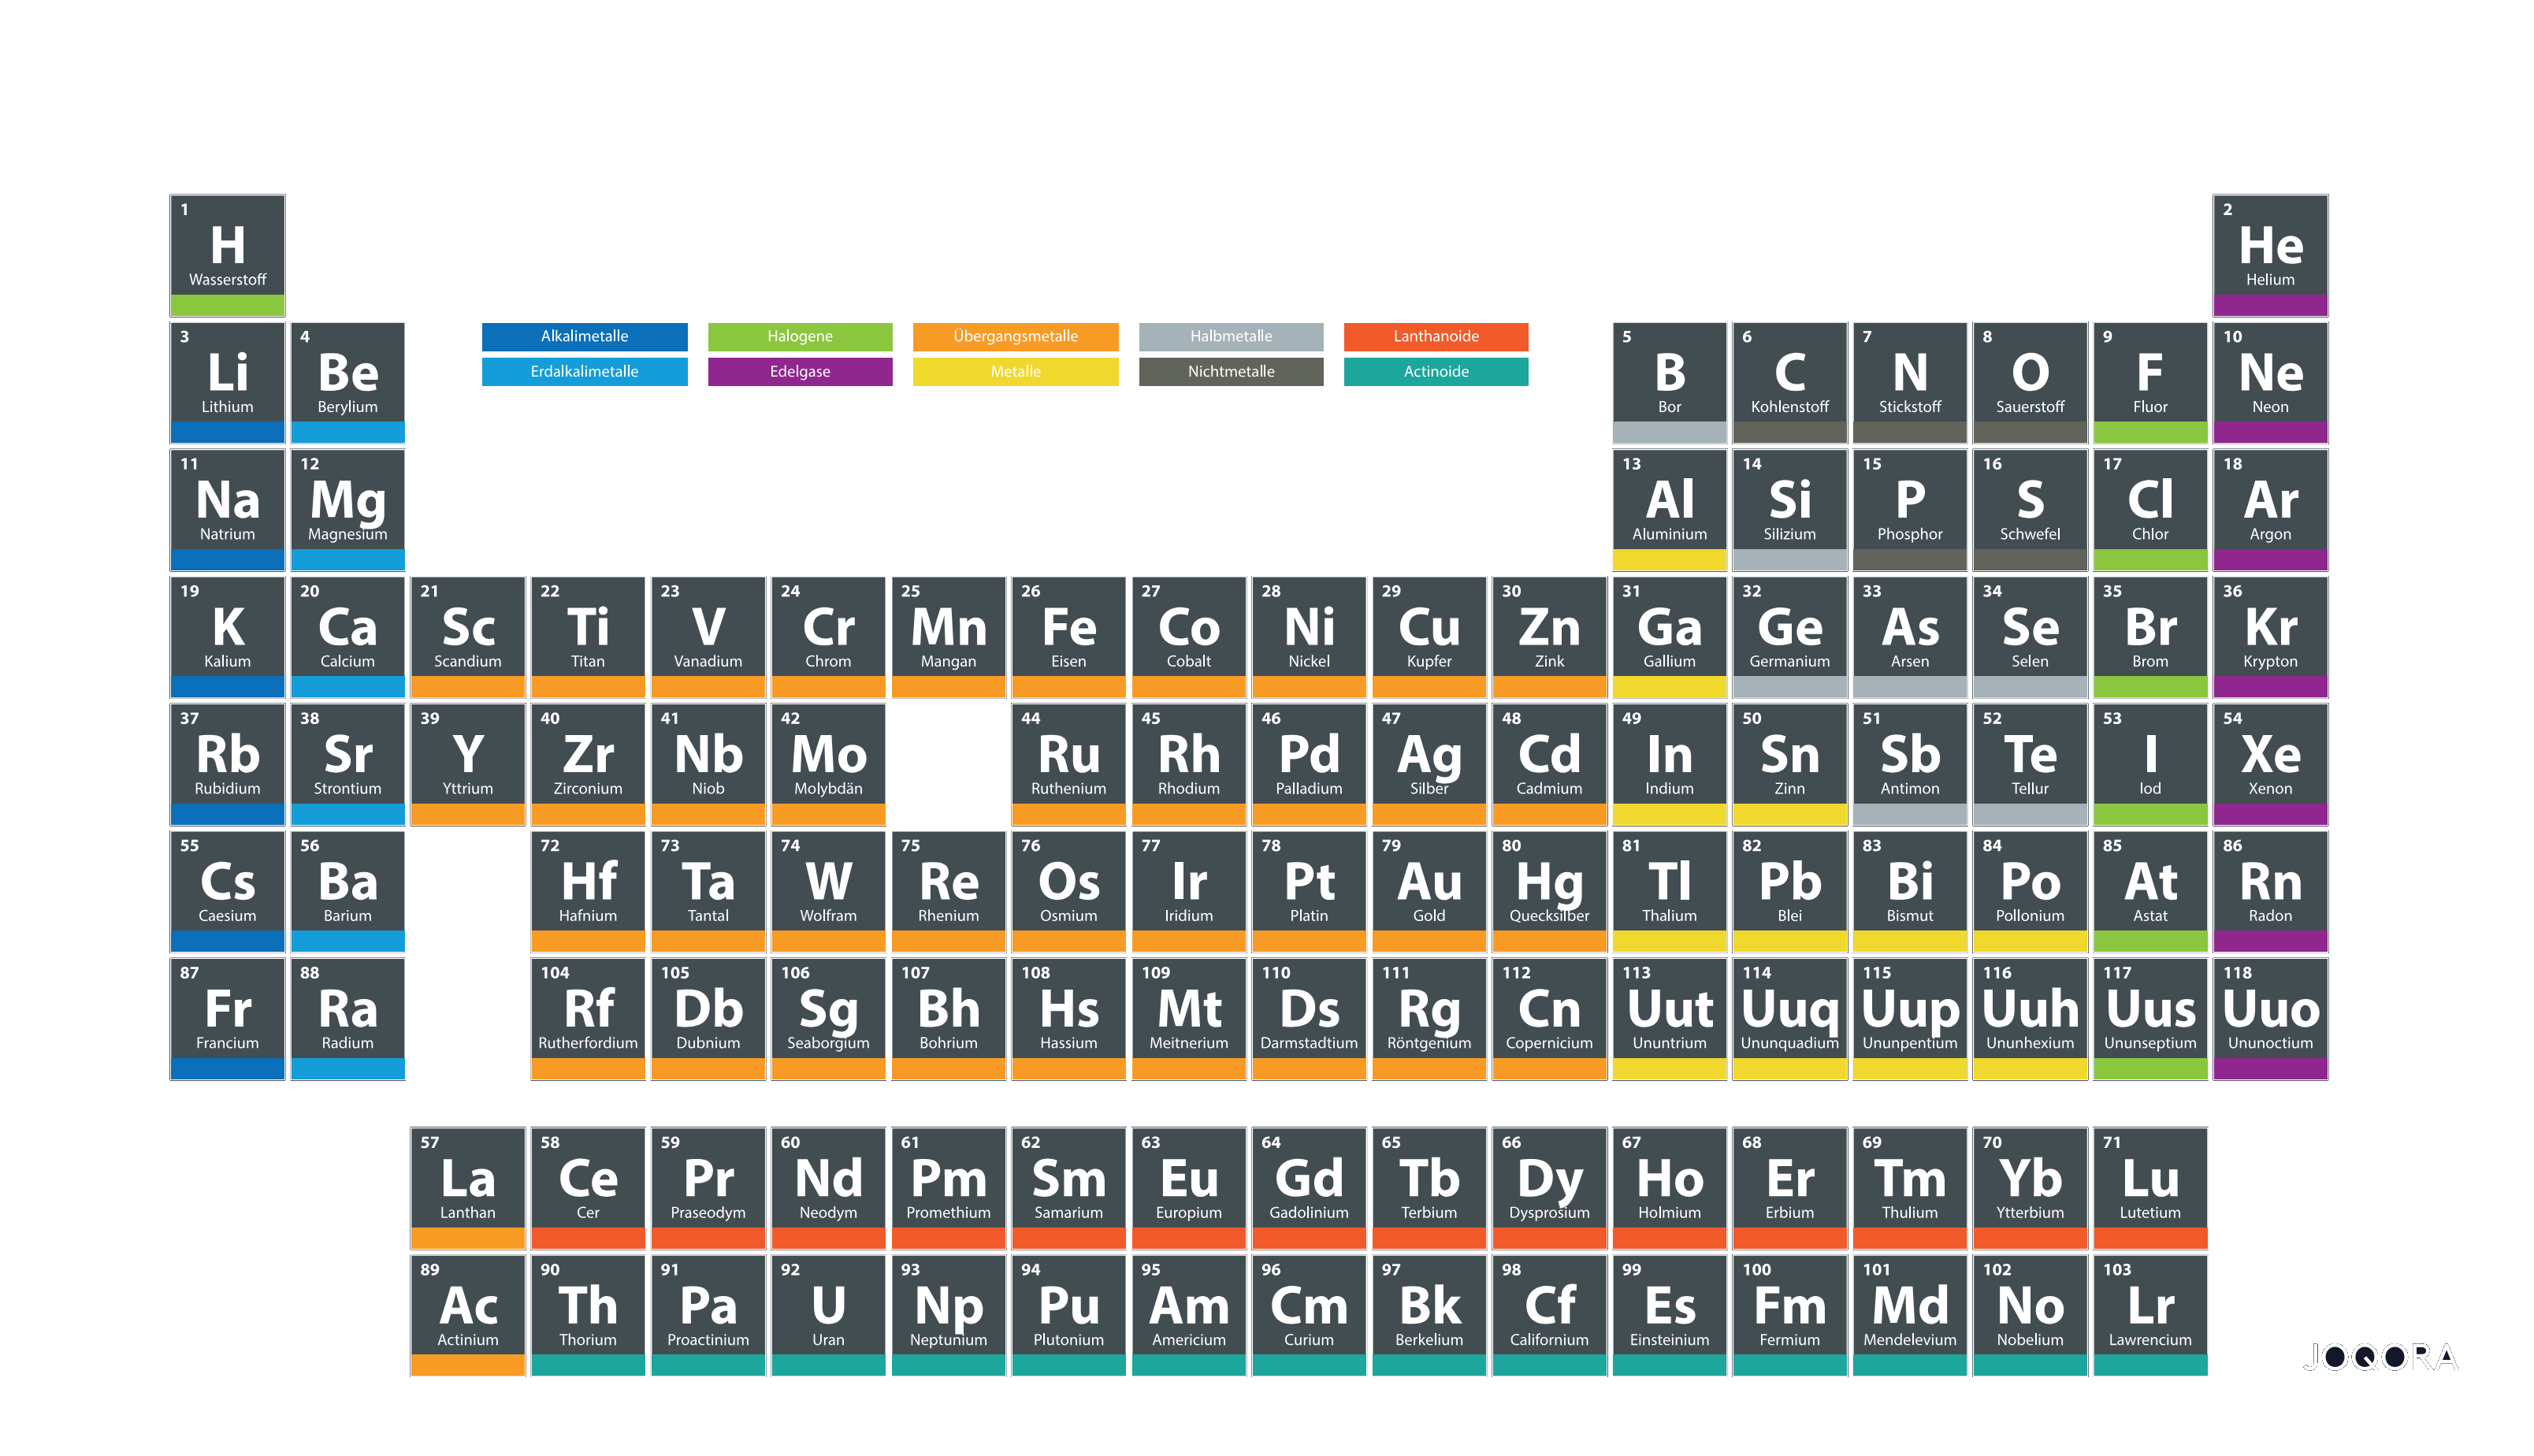 1
H
Wasserstoff
2
He
Helium
Alkalimetalle
Halogene
Übergangsmetalle
Halbmetalle
Lanthanoide
Erdalkalimetalle
Edelgase
Metalle
Nichtmetalle
Actinoide
3
Li
Lithium
4
Be
Berylium
5
B
Bor
6
C
Kohlenstoff
7
N
Stickstoff
8
O
Sauerstoff
9
F
Fluor
10
Ne
Neon
11
Na
Natrium
12
Mg
Magnesium
13
Al
Aluminium
14
Si
Silizium
15
P
Phosphor
16
S
Schwefel
17
Cl
Chlor
18
Ar
Argon
19
K
Kalium
20
Ca
Calcium
21
Sc
Scandium
22
Ti
Titan
23
V
Vanadium
24
Cr
Chrom
25
Mn
Mangan
26
Fe
Eisen
27
Co
Cobalt
28
Ni
Nickel
29
Cu
Kupfer
30
Zn
Zink
31
Ga
Gallium
32
Ge
Germanium
33
As
Arsen
34
Se
Selen
35
Br
Brom
36
Kr
Krypton
37
Rb
Rubidium
38
Sr
Strontium
39
Y
Yttrium
40
Zr
Zirconium
41
Nb
Niob
42
Mo
Molybdän
44
Ru
Ruthenium
45
Rh
Rhodium
46
Pd
Palladium
47
Ag
Silber
48
Cd
Cadmium
49
In
Indium
50
Sn
Zinn
51
Sb
Antimon
52
Te
Tellur
53
I
Iod
54
Xe
Xenon
55
Cs
Caesium
56
Ba
Barium
72
Hf
Hafnium
73
Ta
Tantal
74
W
Wolfram
75
Re
Rhenium
76
Os
Osmium
77
Ir
Iridium
78
Pt
Platin
79
Au
Gold
80
Hg
Quecksilber
81
Tl
Thalium
82
Pb
Blei
83
Bi
Bismut
84
Po
Pollonium
85
At
Astat
86
Rn
Radon
87
Fr
Francium
88
Ra
Radium
104
Rf
Rutherfordium
105
Db
Dubnium
106
Sg
Seaborgium
107
Bh
Bohrium
108
Hs
Hassium
109
Mt
Meitnerium
110
Ds
Darmstadtium
111
Rg
Röntgenium
112
Cn
Copernicium
113
Uut
Ununtrium
114
Uuq
Ununquadium
115
Uup
Ununpentium
116
Uuh
Ununhexium
117
Uus
Ununseptium
118
Uuo
Ununoctium
57
La
Lanthan
58
Ce
Cer
59
Pr
Praseodym
60
Nd
Neodym
61
Pm
Promethium
62
Sm
Samarium
63
Eu
Europium
64
Gd
Gadolinium
65
Tb
Terbium
66
Dy
Dysprosium
67
Ho
Holmium
68
Er
Erbium
69
Tm
Thulium
70
Yb
Ytterbium
71
Lu
Lutetium
89
Ac
Actinium
90
Th
Thorium
91
Pa
Proactinium
92
U
Uran
93
Np
Neptunium
94
Pu
Plutonium
95
Am
Americium
96
Cm
Curium
97
Bk
Berkelium
98
Cf
Californium
99
Es
Einsteinium
100
Fm
Fermium
101
Md
Mendelevium
102
No
Nobelium
103
Lr
Lawrencium
JOQORA